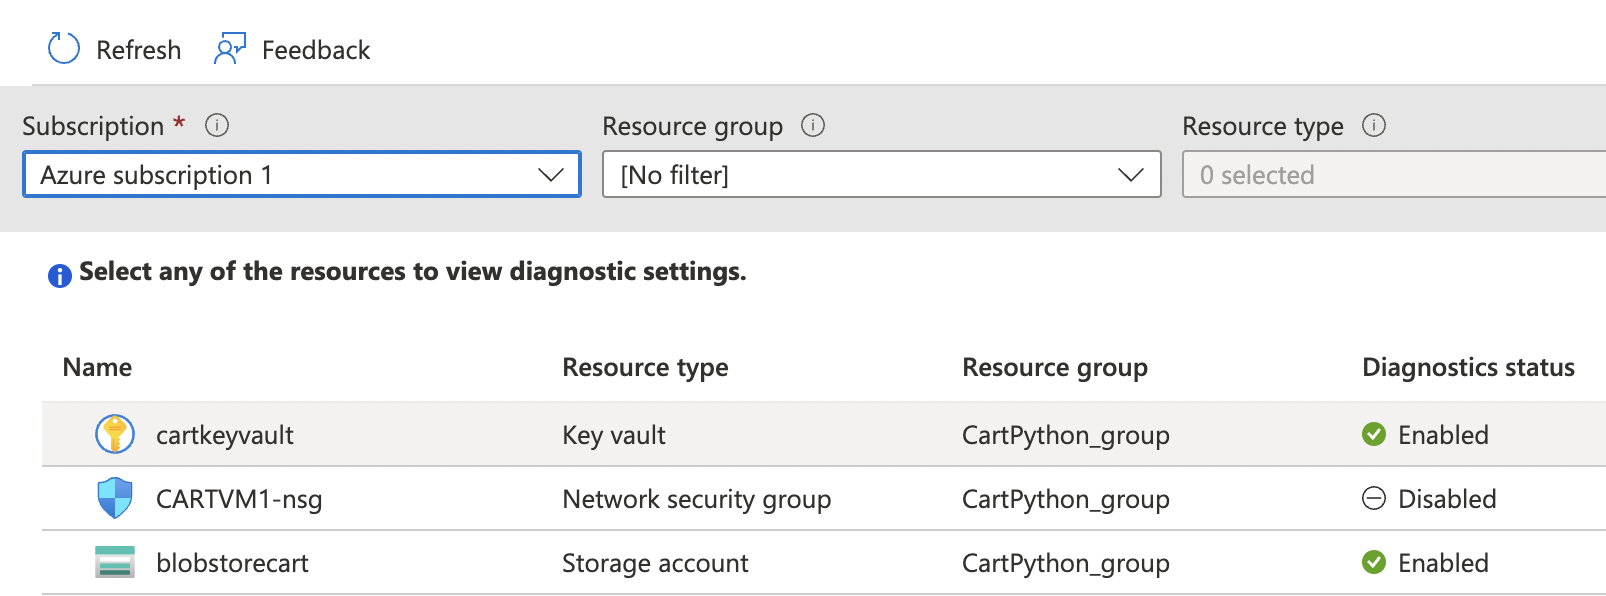 Refresh Feedback
Subscription * Resource group Resource type
Azure subscription 1 [No filter] 0 selected
Select any of the resources to view diagnostic settings.
Name Resource type Resource group Diagnostics status
cartkeyvault Key vault CartPython_group Enabled
CARTVM1-nsg Network security group CartPython_group Disabled
blobstorecart Storage account CartPython_group Enabled